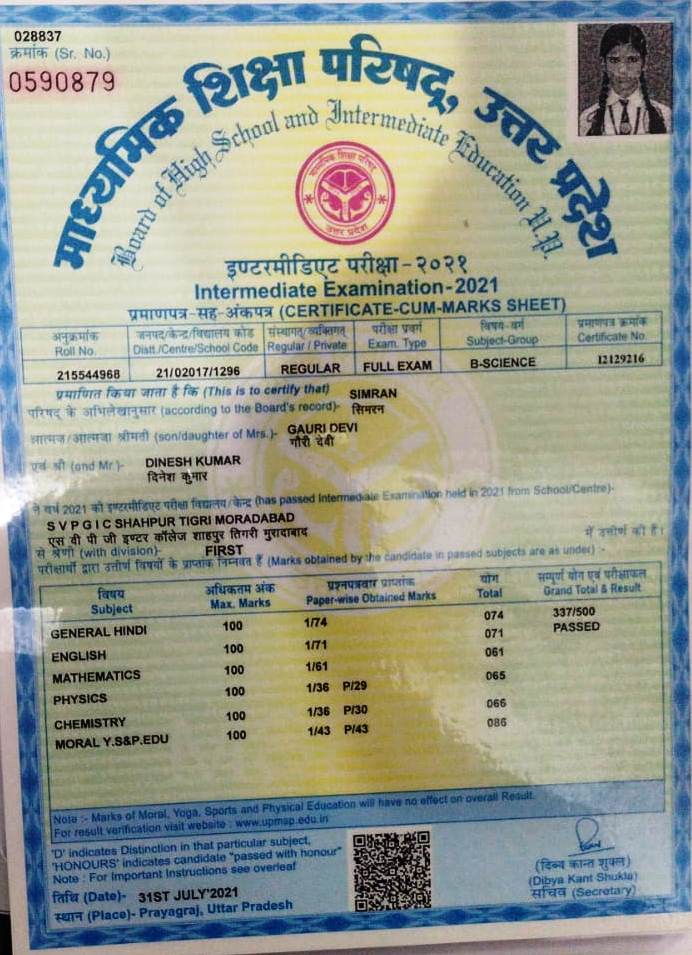 028837
क्रमांक (Sr. No.)
0590879
माध्यमिक शिक्षा परिषद्, उत्तर प्रदेश
Board of High School and Intermediate Education U.P.
माध्यमिक शिक्षा परिषद्
उत्तर प्रदेश
इण्टरमीडिएट परीक्षा-२०२१
Intermediate Examination-2021
प्रमाणपत्र-सह-अंकपत्र (CERTIFICATE-CUM-MARKS SHEET)
अनुक्रमांक जनपद/केन्द्र/विद्यालय कोड संस्थागत/व्यक्तिगत परीक्षा प्रवर्ग विषय-वर्ग प्रमाणपत्र क्रमांक
Roll No. Distt./Centre/School Code Regular / Private Exam. Type Subject-Group Certificate No.
215544968 21/02017/1296 REGULAR FULL EXAM B-SCIENCE 12129216
प्रमाणित किया जाता है कि (This is to certify that) SIMRAN
परिषद् के अभिलेखानुसार (according to the Board's record)- सिमरन
आत्मज/आत्मजा श्रीमती (son/daughter of Mrs.)- GAURI DEVI
गौरी देवी
एवं श्री (and Mr.)- DINESH KUMAR
दिनेश कुमार
ने वर्ष 2021 की इण्टरमीडिएट परीक्षा विद्यालय/केन्द्र (has passed Intermediate Examination held in 2021 from School/Centre)-
S V P G I C SHAHPUR TIGRI MORADABAD
एस वी पी जी इण्टर कॉलेज शाहपुर तिगरी मुरादाबाद में उत्तीर्ण की है।
से श्रेणी (with division)- FIRST
परीक्षार्थी द्वारा उत्तीर्ण विषयों के प्राप्तांक निम्नवत हैं (Marks obtained by the candidate in passed subjects are as under) :-
विषय अधिकतम अंक प्रश्नपत्रवार प्राप्तांक योग सम्पूर्ण योग एवं परीक्षाफल
Subject Max. Marks Paper-wise Obtained Marks Total Grand Total & Result
GENERAL HINDI 100 1/74 074 337/500
ENGLISH 100 1/71 071 PASSED
MATHEMATICS 100 1/61 061
PHYSICS 100 1/36 P/29 065
CHEMISTRY 100 1/36 P/30 066
MORAL Y.S&P.EDU 100 1/43 P/43 086
Note :- Marks of Moral, Yoga, Sports and Physical Education will have no effect on overall Result.
For result verification visit website : www.upmsp.edu.in
'D' indicates Distinction in that particular subject,
'HONOURS' indicates candidate "passed with honour"
Note : For Important Instructions see overleaf
तिथि (Date)- 31ST JULY'2021
स्थान (Place)- Prayagraj, Uttar Pradesh
(दिव्य कान्त शुक्ल)
(Dibya Kant Shukla)
सचिव (Secretary)